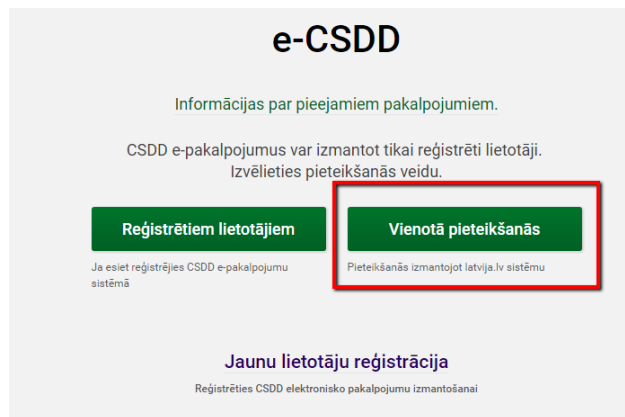 e-CSDD
Informācijas par pieejamiem pakalpojumiem.
CSDD e-pakalpojumus var izmantot tikai reģistrēti lietotāji.
Izvēlieties pieteikšanās veidu.
Reģistrētiem lietotājiem
Ja esiet reģistrējies CSDD e-pakalpojumu
sistēmā
Vienotā pieteikšanās
Pieteikšanās izmantojot latvija.lv sistēmu
Jaunu lietotāju reģistrācija
Reģistrēties CSDD elektronisko pakalpojumu izmantošanai